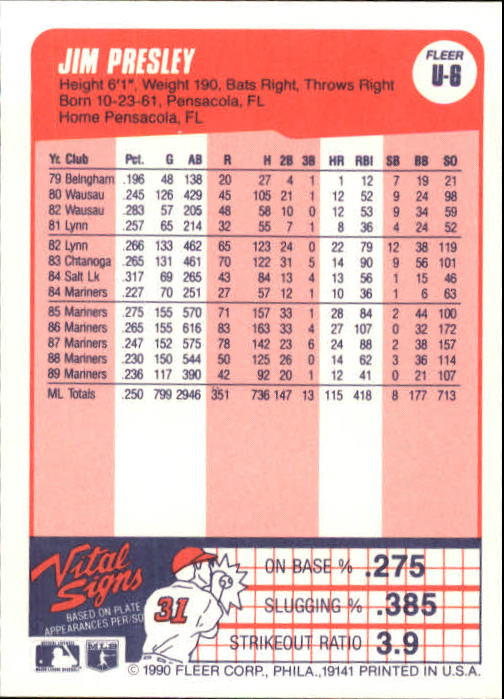 JIM PRESLEY
FLEER
U-6
Height 6'1", Weight 190, Bats Right, Throws Right
Born 10-23-61, Pensacola, FL
Home Pensacola, FL
Yr. Club Pct. G AB R H 2B 3B HR RBI SB BB SO
79 Belngham .196 48 138 20 27 4 1 1 12 7 19 21
80 Wausau .245 126 429 45 105 21 1 12 52 9 24 98
82 Wausau .283 57 205 48 58 10 0 12 53 9 34 59
81 Lynn .257 65 214 32 55 7 1 8 36 4 24 52
82 Lynn .266 133 462 65 123 24 0 22 79 12 38 119
83 Chtanoga .265 131 461 70 122 31 5 14 90 9 56 101
84 Salt Lk .317 69 265 43 84 13 4 13 56 1 15 46
84 Mariners .227 70 251 27 57 12 1 10 36 1 6 63
85 Mariners .275 155 570 71 157 33 1 28 84 2 44 100
86 Mariners .265 155 616 83 163 33 4 27 107 0 32 172
87 Mariners .247 152 575 78 142 23 6 24 88 2 38 157
88 Mariners .230 150 544 50 125 26 0 14 62 3 36 114
89 Mariners .236 117 390 42 92 20 1 12 41 0 21 107
ML Totals .250 799 2946 351 736 147 13 115 418 8 177 713
Vital Signs
BASED ON PLATE
APPEARANCES PER/SO
31
ON BASE % .275
SLUGGING % .385
STRIKEOUT RATIO 3.9
© 1990 FLEER CORP., PHILA., 19141 PRINTED IN U.S.A.